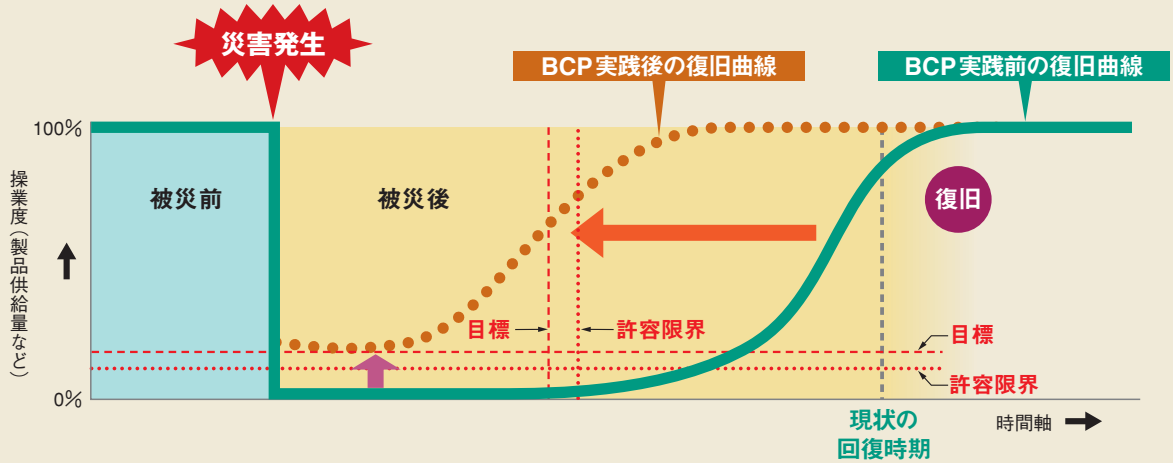 災害発生
BCP実践後の復旧曲線
BCP実践前の復旧曲線
100%
操業度（製品供給量など）
被災前
被災後
復旧
目標
許容限界
目標
許容限界
0%
現状の
回復時期
時間軸